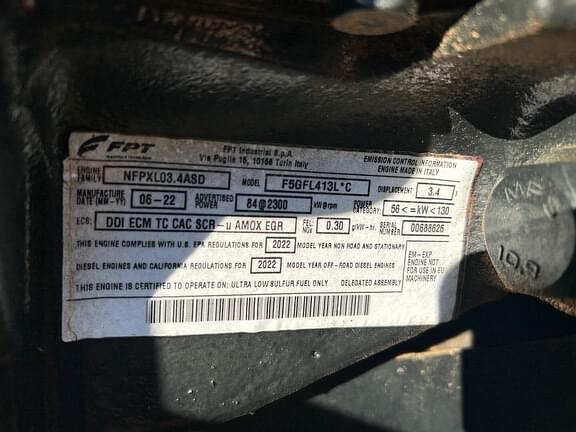 FPT
FPT Industrial S.p.A.
Via Puglia 15, 10156 Torin Italy
EMISSION CONTROL INFORMATION
ENGINE MADE IN ITALY
ENGINE FAMILY NFPXL03.4ASD MODEL F5GFL413L*C DISPLACEMENT 3.4
MANUFACTURE DATE (MM-YY) 06-22 ADVERTISED POWER 84@2300 kW@rpm POWER CATEGORY: 56 <=kW< 130
ECS: DDI ECM TC CAC SCR-u AMOX EGR FEL: 0.30 g/kW-hr. SERIAL NUMBER 00688626
THIS ENGINE COMPLIES WITH U.S. EPA REGULATIONS 2022 MODEL YEAR NON ROAD AND STATIONARY
DIESEL ENGINES AND CALIFORNIA REGULATIONS 2022 MODEL YEAR OFF-ROAD DIESEL ENGINES
THIS ENGINE IS CERTIFIED TO OPERATE ON: ULTRA LOW SULFUR FUEL ONLY DELEGATED ASSEMBLY
EM-EXP
ENGINE NOT
FOR USE IN EU
MACHINERY
10.9